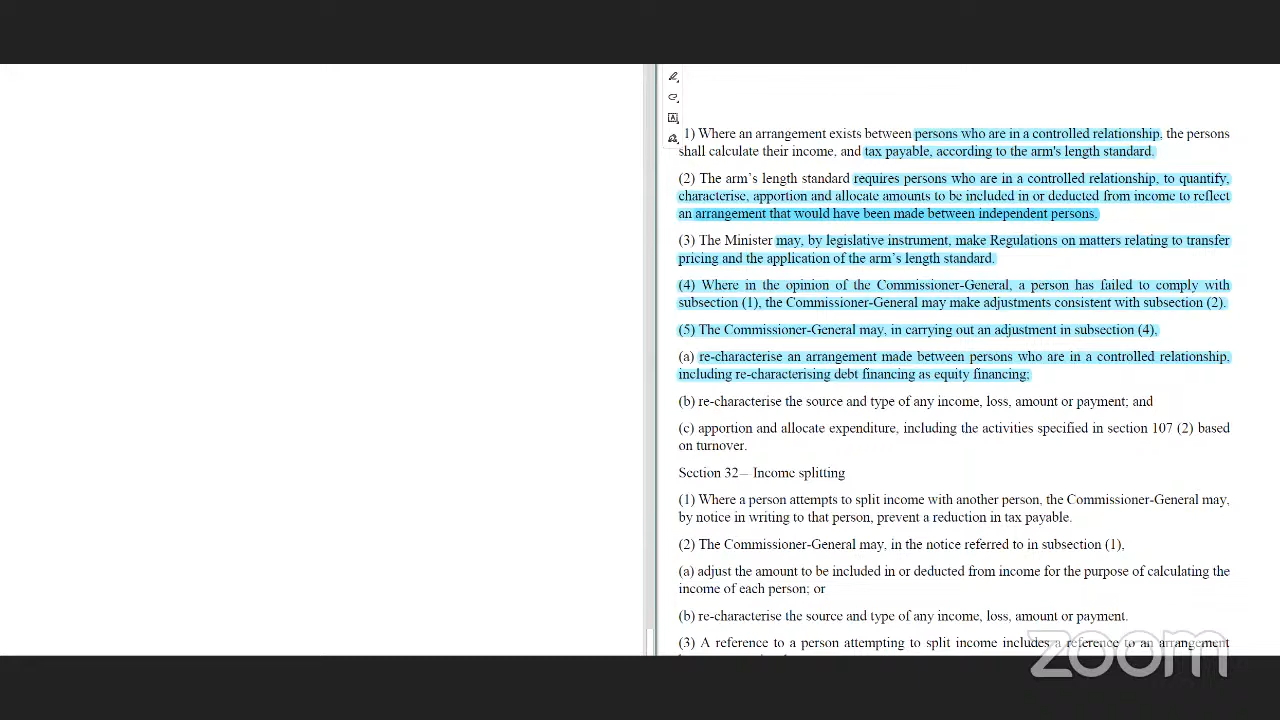 1) Where an arrangement exists between persons who are in a controlled relationship, the persons
shall calculate their income, and tax payable, according to the arm's length standard.
(2) The arm’s length standard requires persons who are in a controlled relationship, to quantify,
characterise, apportion and allocate amounts to be included in or deducted from income to reflect
an arrangement that would have been made between independent persons.
(3) The Minister may, by legislative instrument, make Regulations on matters relating to transfer
pricing and the application of the arm’s length standard.
(4) Where in the opinion of the Commissioner-General, a person has failed to comply with
subsection (1), the Commissioner-General may make adjustments consistent with subsection (2).
(5) The Commissioner-General may, in carrying out an adjustment in subsection (4),
(a) re-characterise an arrangement made between persons who are in a controlled relationship,
including re-characterising debt financing as equity financing;
(b) re-characterise the source and type of any income, loss, amount or payment; and
(c) apportion and allocate expenditure, including the activities specified in section 107 (2) based
on turnover.
Section 32– Income splitting
(1) Where a person attempts to split income with another person, the Commissioner-General may,
by notice in writing to that person, prevent a reduction in tax payable.
(2) The Commissioner-General may, in the notice referred to in subsection (1),
(a) adjust the amount to be included in or deducted from income for the purpose of calculating the
income of each person; or
(b) re-characterise the source and type of any income, loss, amount or payment.
(3) A reference to a person attempting to split income includes a reference to an arrangement
zoom